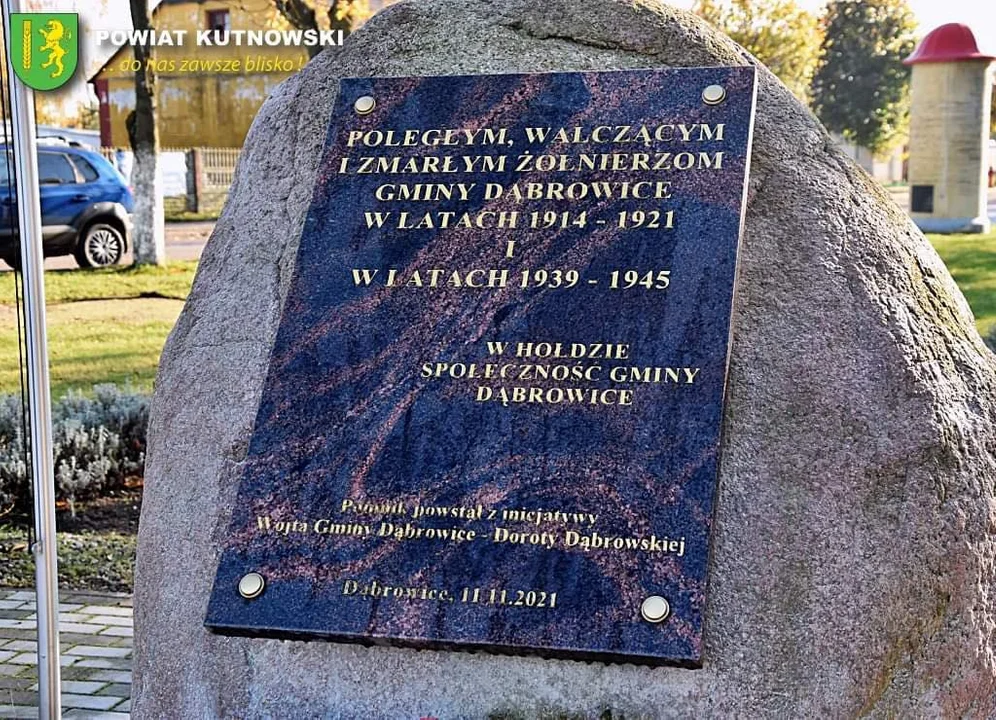 POWIAT KUTNOWSKI
... do nas zawsze blisko !
POLEGŁYM, WALCZĄCYM
I ZMARŁYM ŻOŁNIERZOM
GMINY DĄBROWICE
W LATACH 1914 - 1921
I
W LATACH 1939 - 1945
W HOŁDZIE
SPOŁECZNOŚĆ GMINY
DĄBROWICE
Pomnik powstał z inicjatywy
Wójta Gminy Dąbrowice - Doroty Dąbrowskiej
Dąbrowice, 11.11.2021